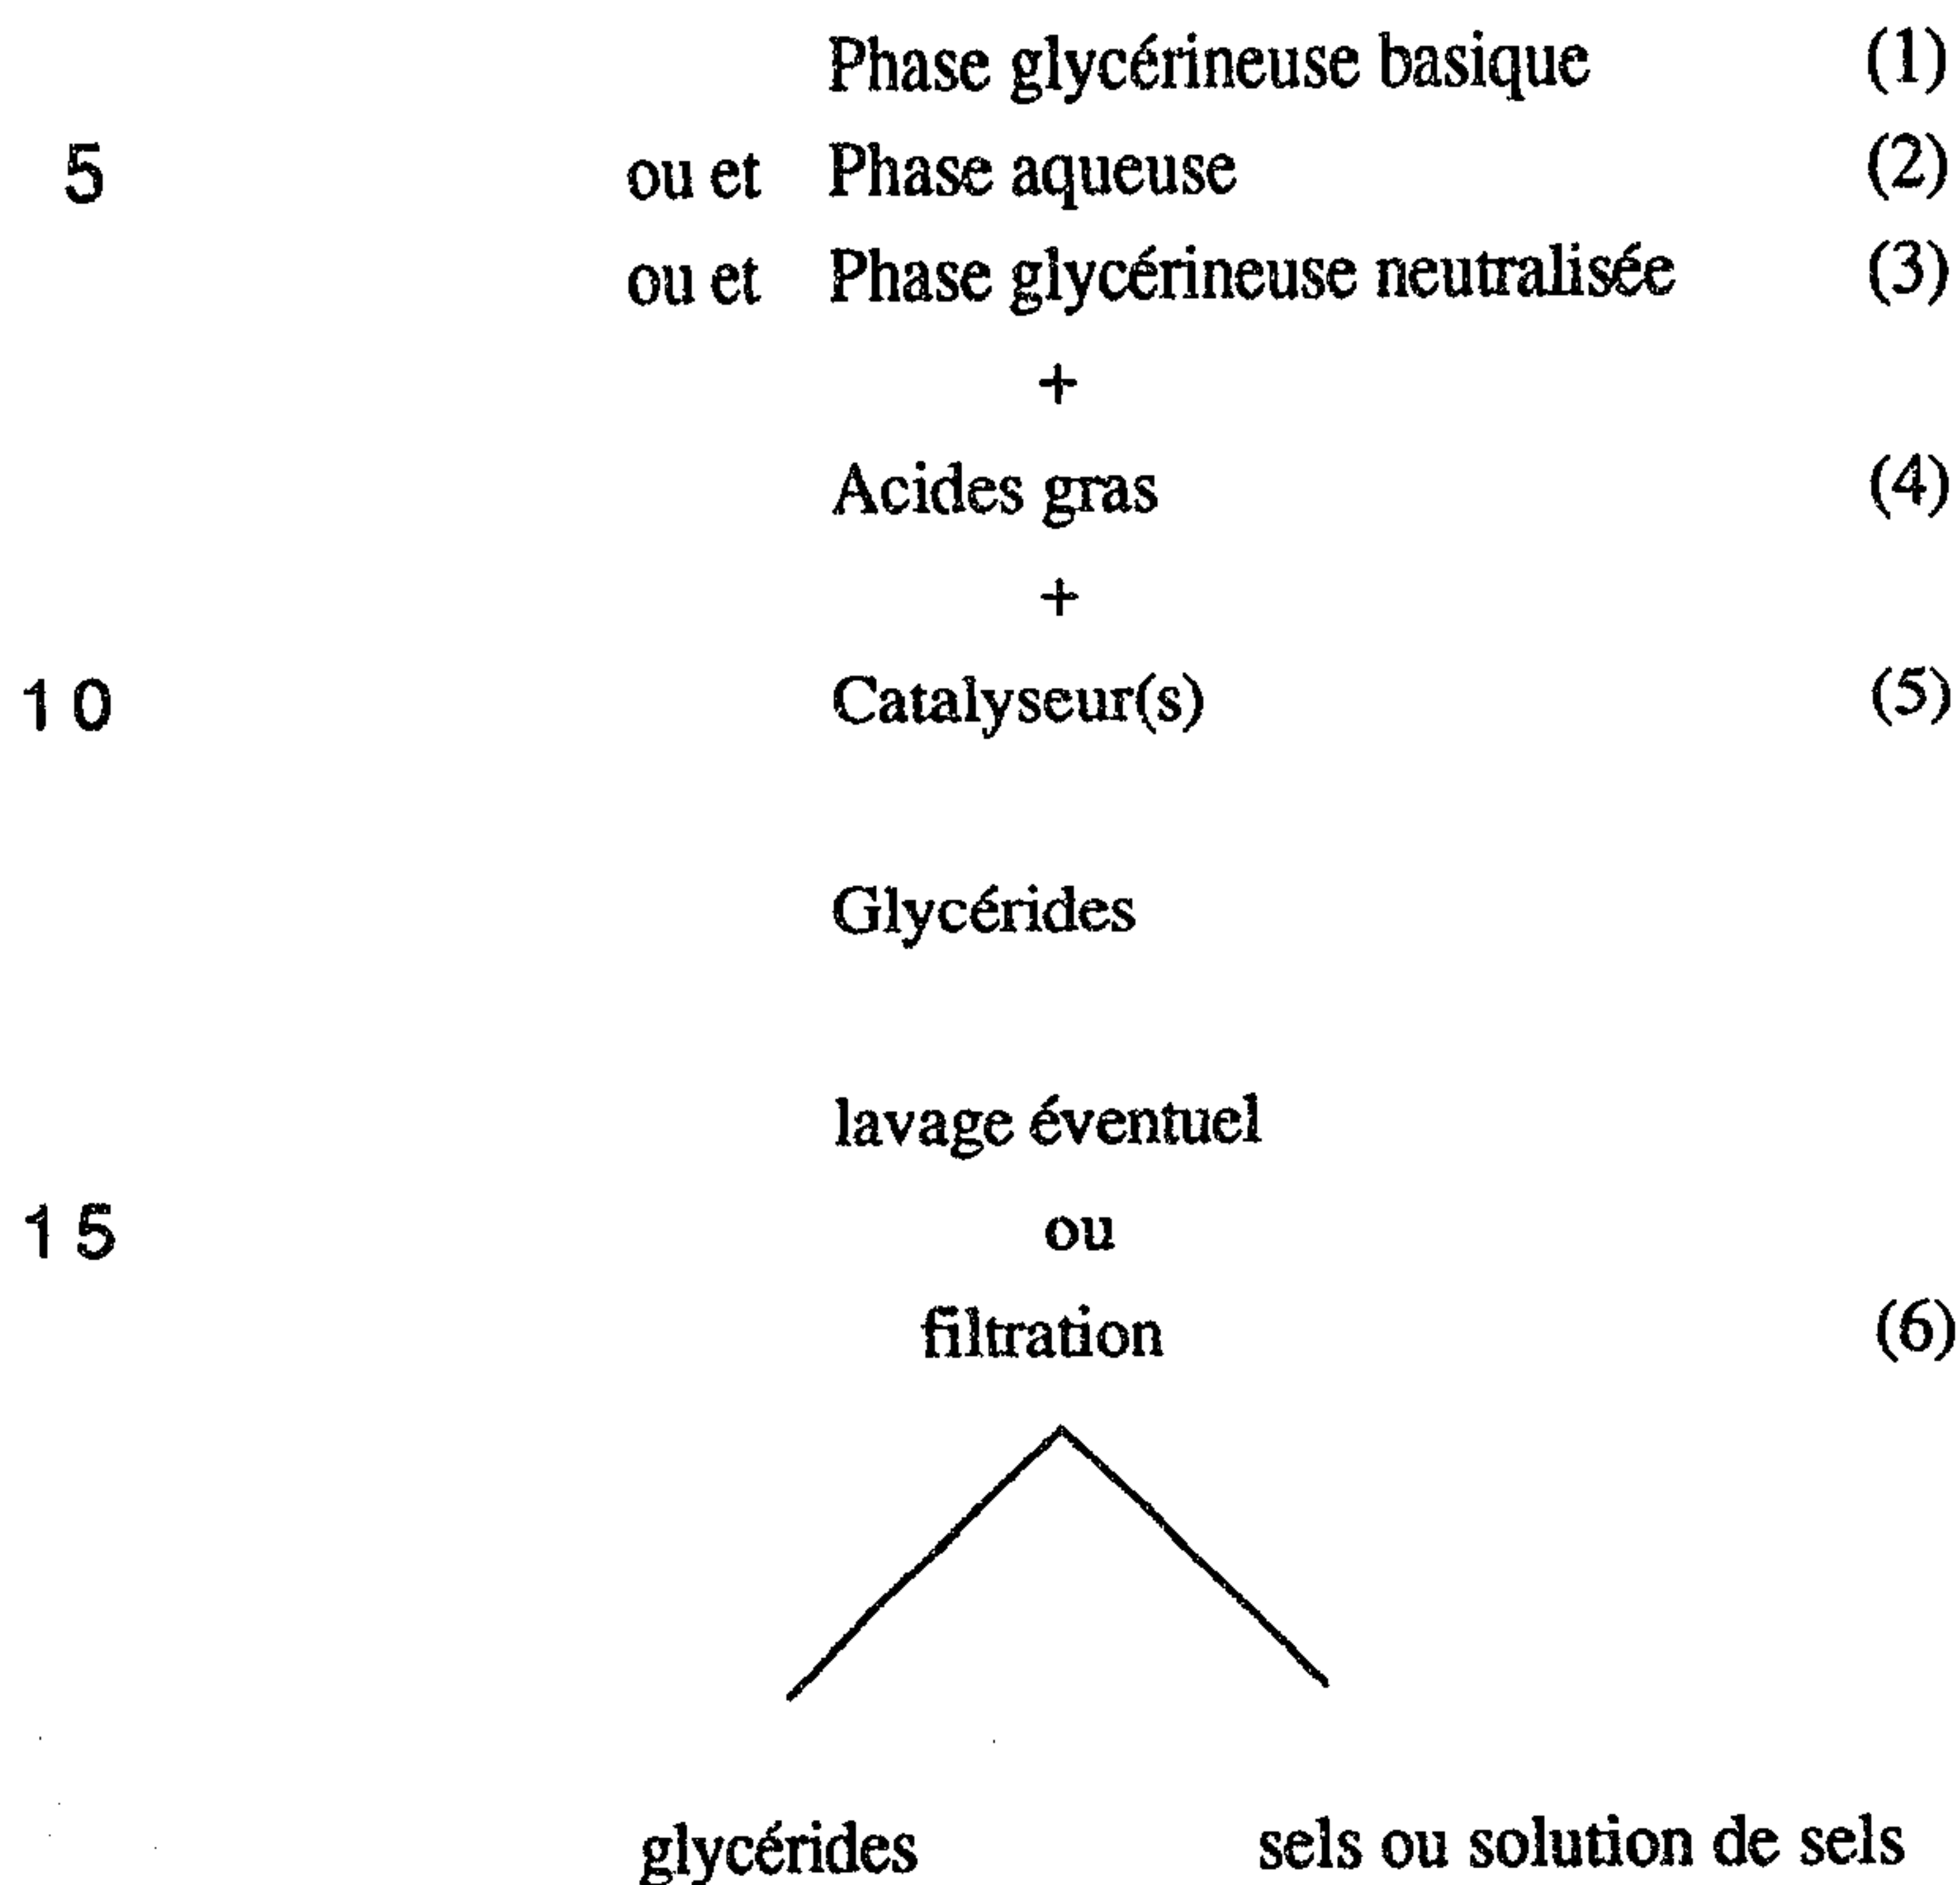 Phase glycérineuse basique (1)
5 ou et Phase aqueuse (2)
ou et Phase glycérineuse neutralisée (3)
+
Acides gras (4)
+
10 Catalyseur(s) (5)
Glycérides
lavage éventuel
15 ou
filtration (6)
glycérides sels ou solution de sels